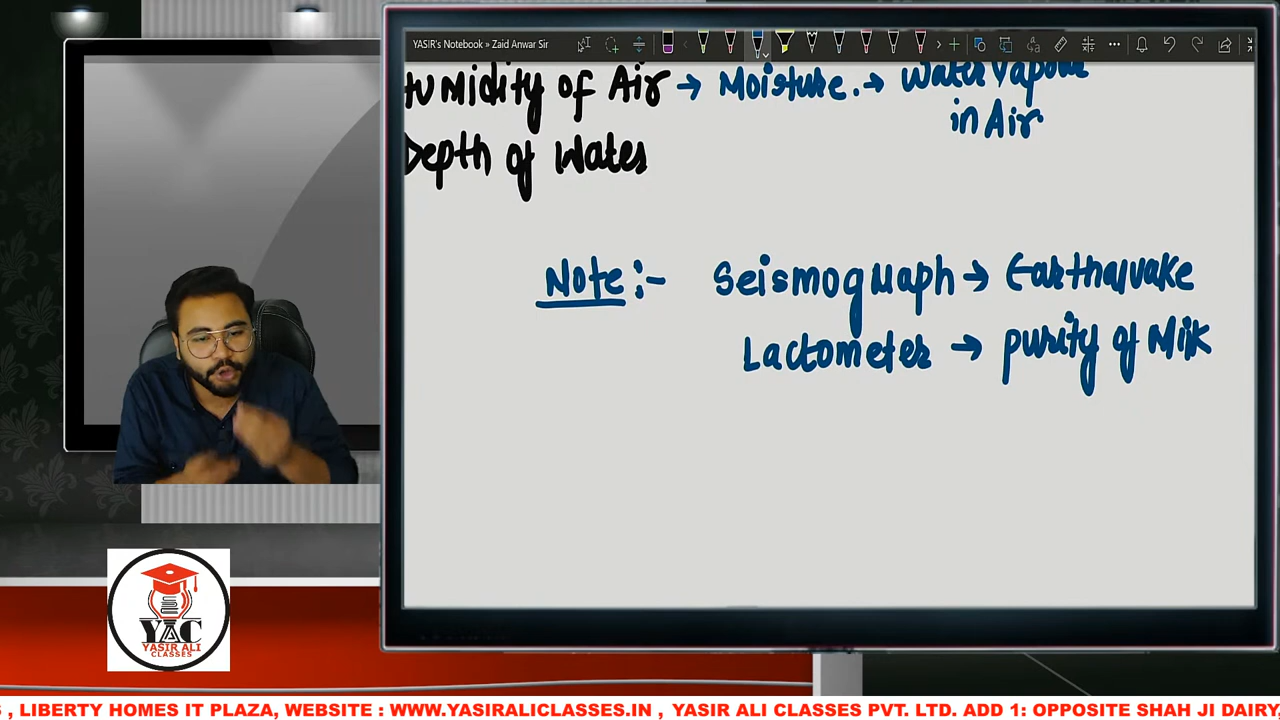 YASIR's Notebook » Zaid Anwar Sir
Humidity of Air → Moisture. → Water Vapour
in Air
Depth of Water
Note:- Seismograph → Earthquake
Lactometer → purity of Milk
YAC
YASIR ALI
CLASSES
, LIBERTY HOMES IT PLAZA, WEBSITE : WWW.YASIRALICLASSES.IN , YASIR ALI CLASSES PVT. LTD. ADD 1: OPPOSITE SHAH JI DAIRY,